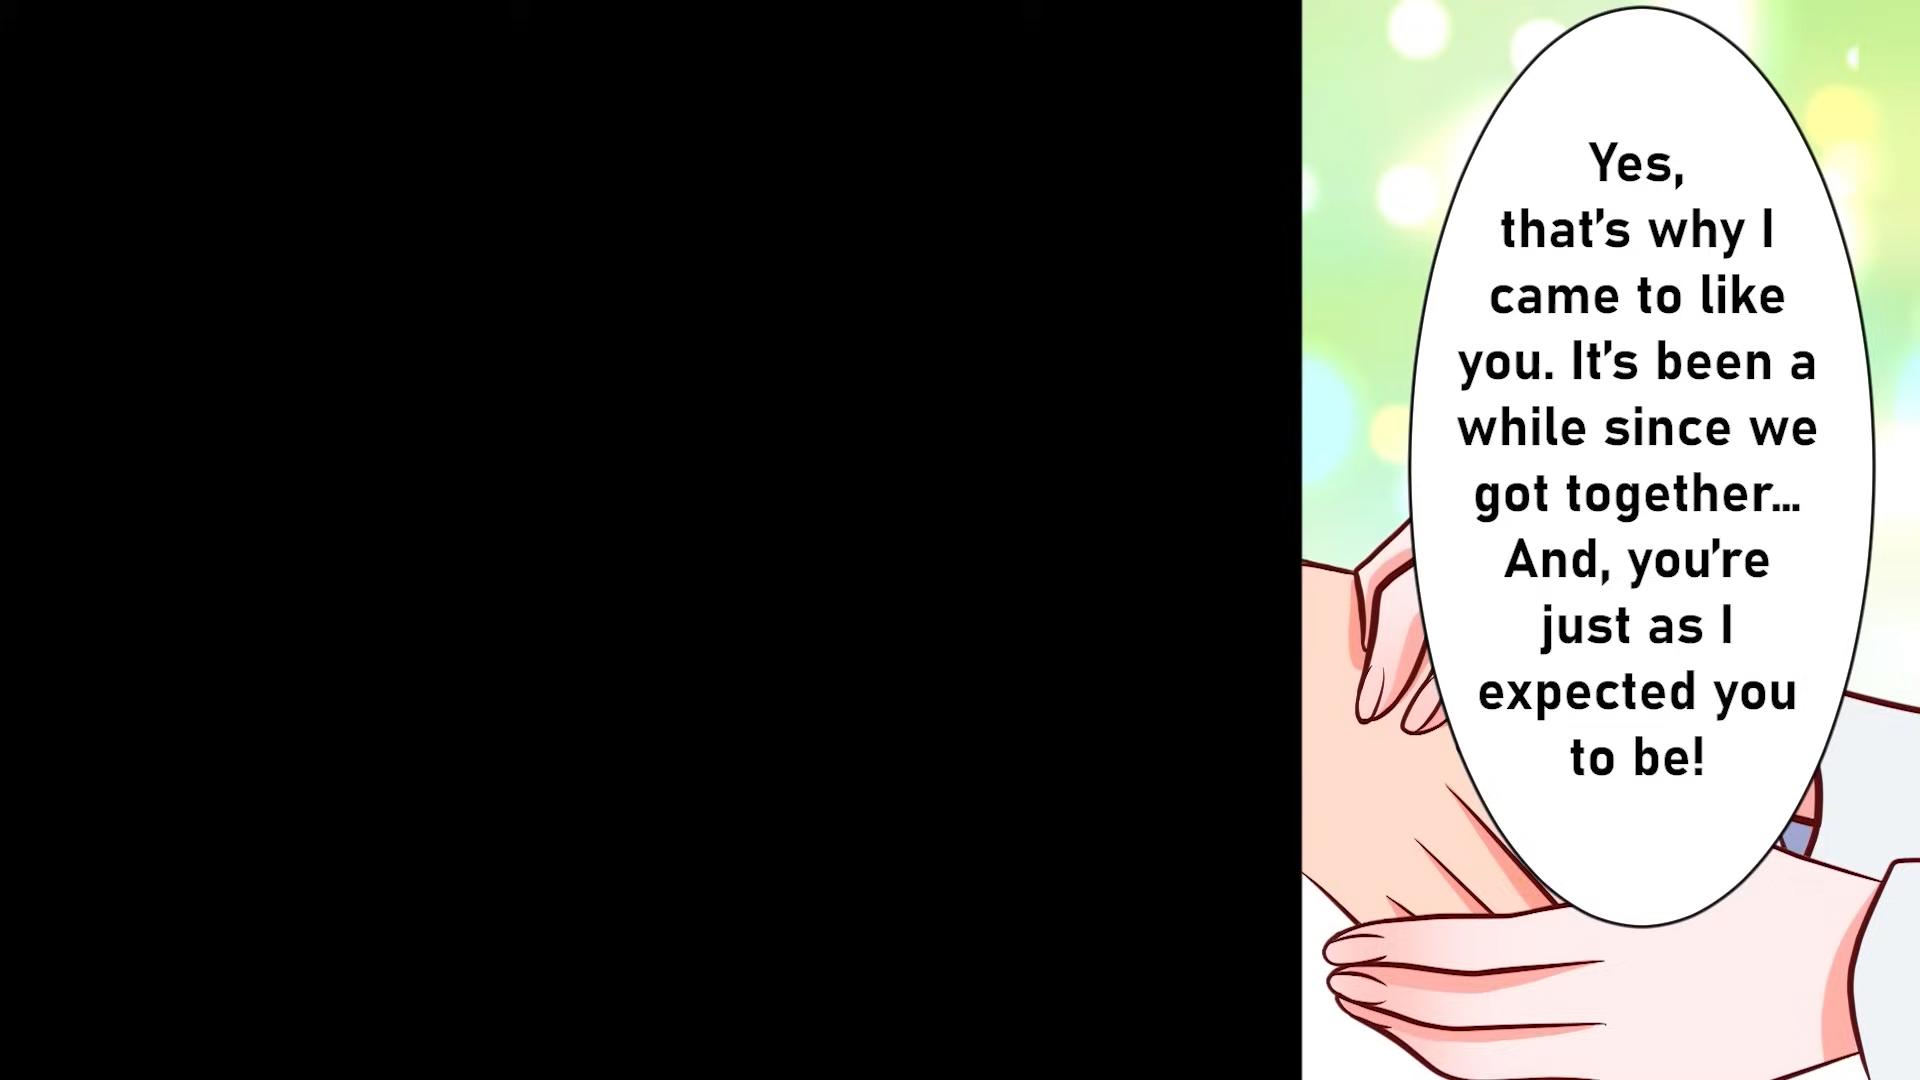 Yes,
that's why I
came to like
you. It's been a
while since we
got together...
And, you're
just as I
expected you
to be!